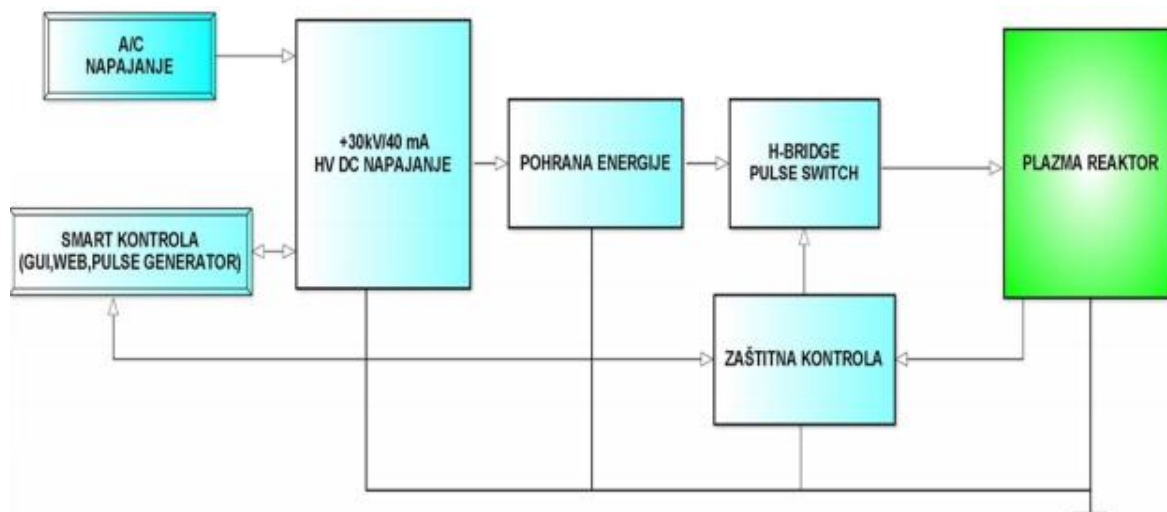 A/C
NAPAJANJE
+30kV/40 mA
HV DC NAPAJANJE
POHRANA ENERGIJE
H-BRIDGE
PULSE SWITCH
PLAZMA REAKTOR
SMART KONTROLA
(GUI,WEB,PULSE GENERATOR)
ZAŠTITNA KONTROLA